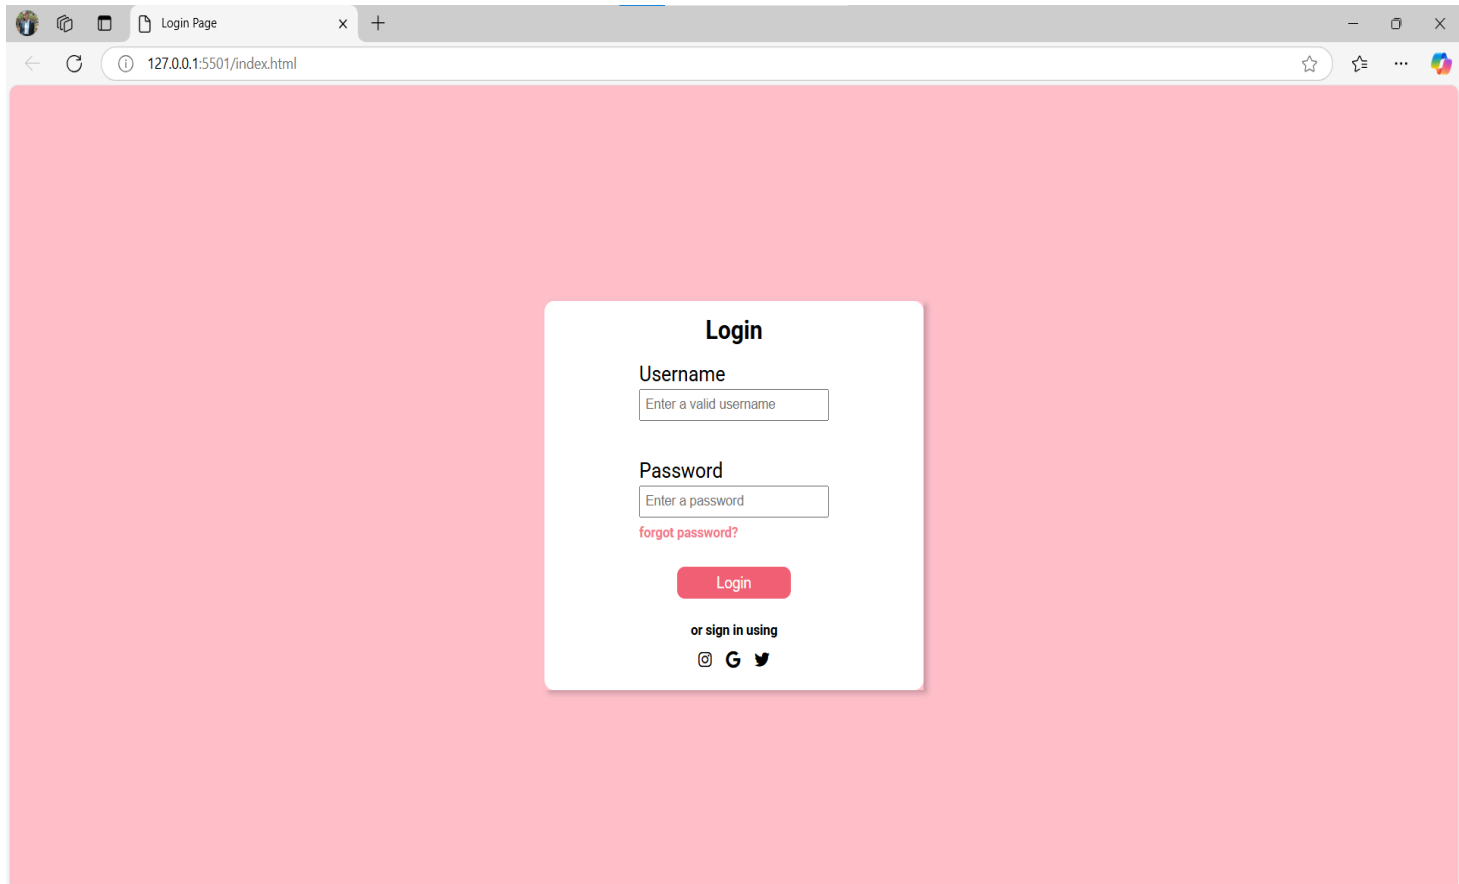 Login Page
127.0.0.1:5501/index.html
Login
Username
Enter a valid username
Password
Enter a password
forgot password?
Login
or sign in using